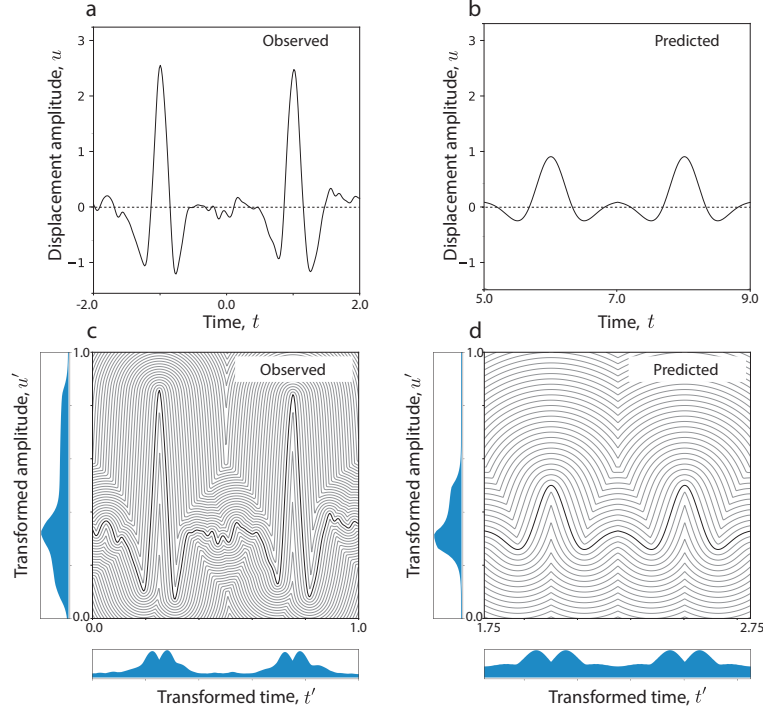 a
Observed
Displacement amplitude, u
3
2
1
0
−1
-2.0
0.0
2.0
Time, t
b
Predicted
Displacement amplitude, u
3
2
1
0
−1
5.0
7.0
9.0
Time, t
c
Observed
Transformed amplitude, u′
1.0
0.0
0.0
1.0
Transformed time, t′
d
Predicted
Transformed amplitude, u′
1.0
0.0
1.75
2.75
Transformed time, t′